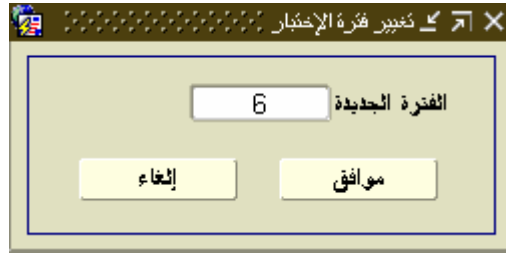 تغيير فترة الإختبار
الفترة الجديدة 6
موافق إلغاء